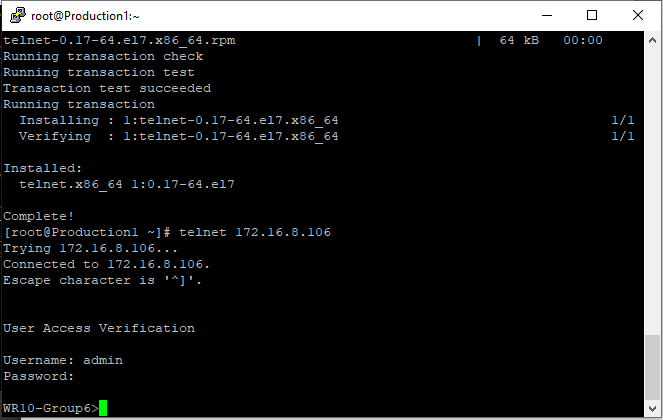 root@Production1:~
telnet-0.17-64.el7.x86_64.rpm | 64 kB 00:00
Running transaction check
Running transaction test
Transaction test succeeded
Running transaction
Installing : 1:telnet-0.17-64.el7.x86_64 1/1
Verifying : 1:telnet-0.17-64.el7.x86_64 1/1
Installed:
telnet.x86_64 1:0.17-64.el7
Complete!
[root@Production1 ~]# telnet 172.16.8.106
Trying 172.16.8.106...
Connected to 172.16.8.106.
Escape character is '^]'.
User Access Verification
Username: admin
Password:
WR10-Group6>